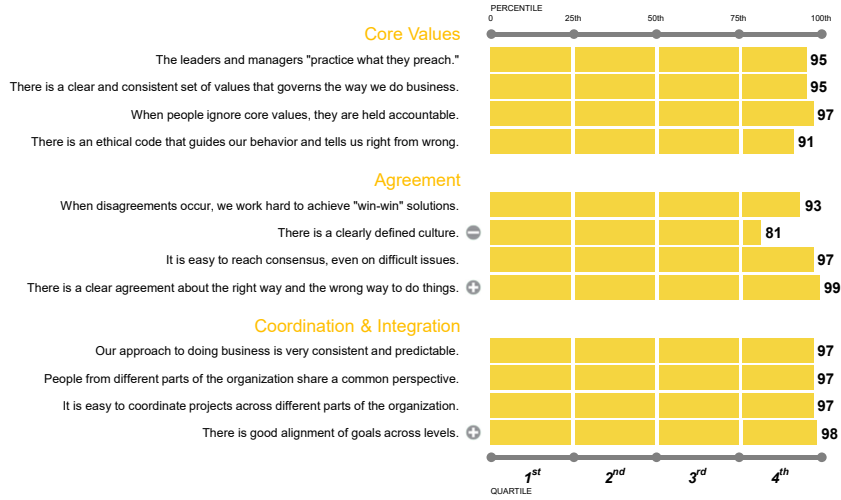 PERCENTILE
0 25th 50th 75th 100th
Core Values
The leaders and managers "practice what they preach." 95
There is a clear and consistent set of values that governs the way we do business. 95
When people ignore core values, they are held accountable. 97
There is an ethical code that guides our behavior and tells us right from wrong. 91
Agreement
When disagreements occur, we work hard to achieve "win-win" solutions. 93
There is a clearly defined culture. 81
It is easy to reach consensus, even on difficult issues. 97
There is a clear agreement about the right way and the wrong way to do things. 99
Coordination & Integration
Our approach to doing business is very consistent and predictable. 97
People from different parts of the organization share a common perspective. 97
It is easy to coordinate projects across different parts of the organization. 97
There is good alignment of goals across levels. 98
1st 2nd 3rd 4th
QUARTILE